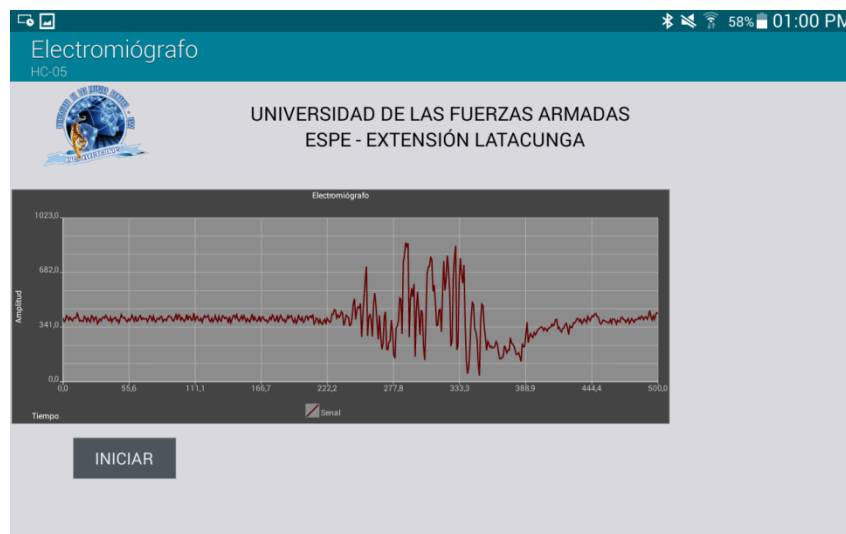 58% 01:00 PM
Electromiógrafo
HC-05
UNIVERSIDAD DE LAS FUERZAS ARMADAS
ESPE - EXTENSIÓN LATACUNGA
Electromiógrafo
1023,0
682,0
341,0
0,0
Amplitud
0,0 55,6 111,1 166,7 222,2 277,8 333,3 388,9 444,4 500,0
Tiempo
Senal
INICIAR